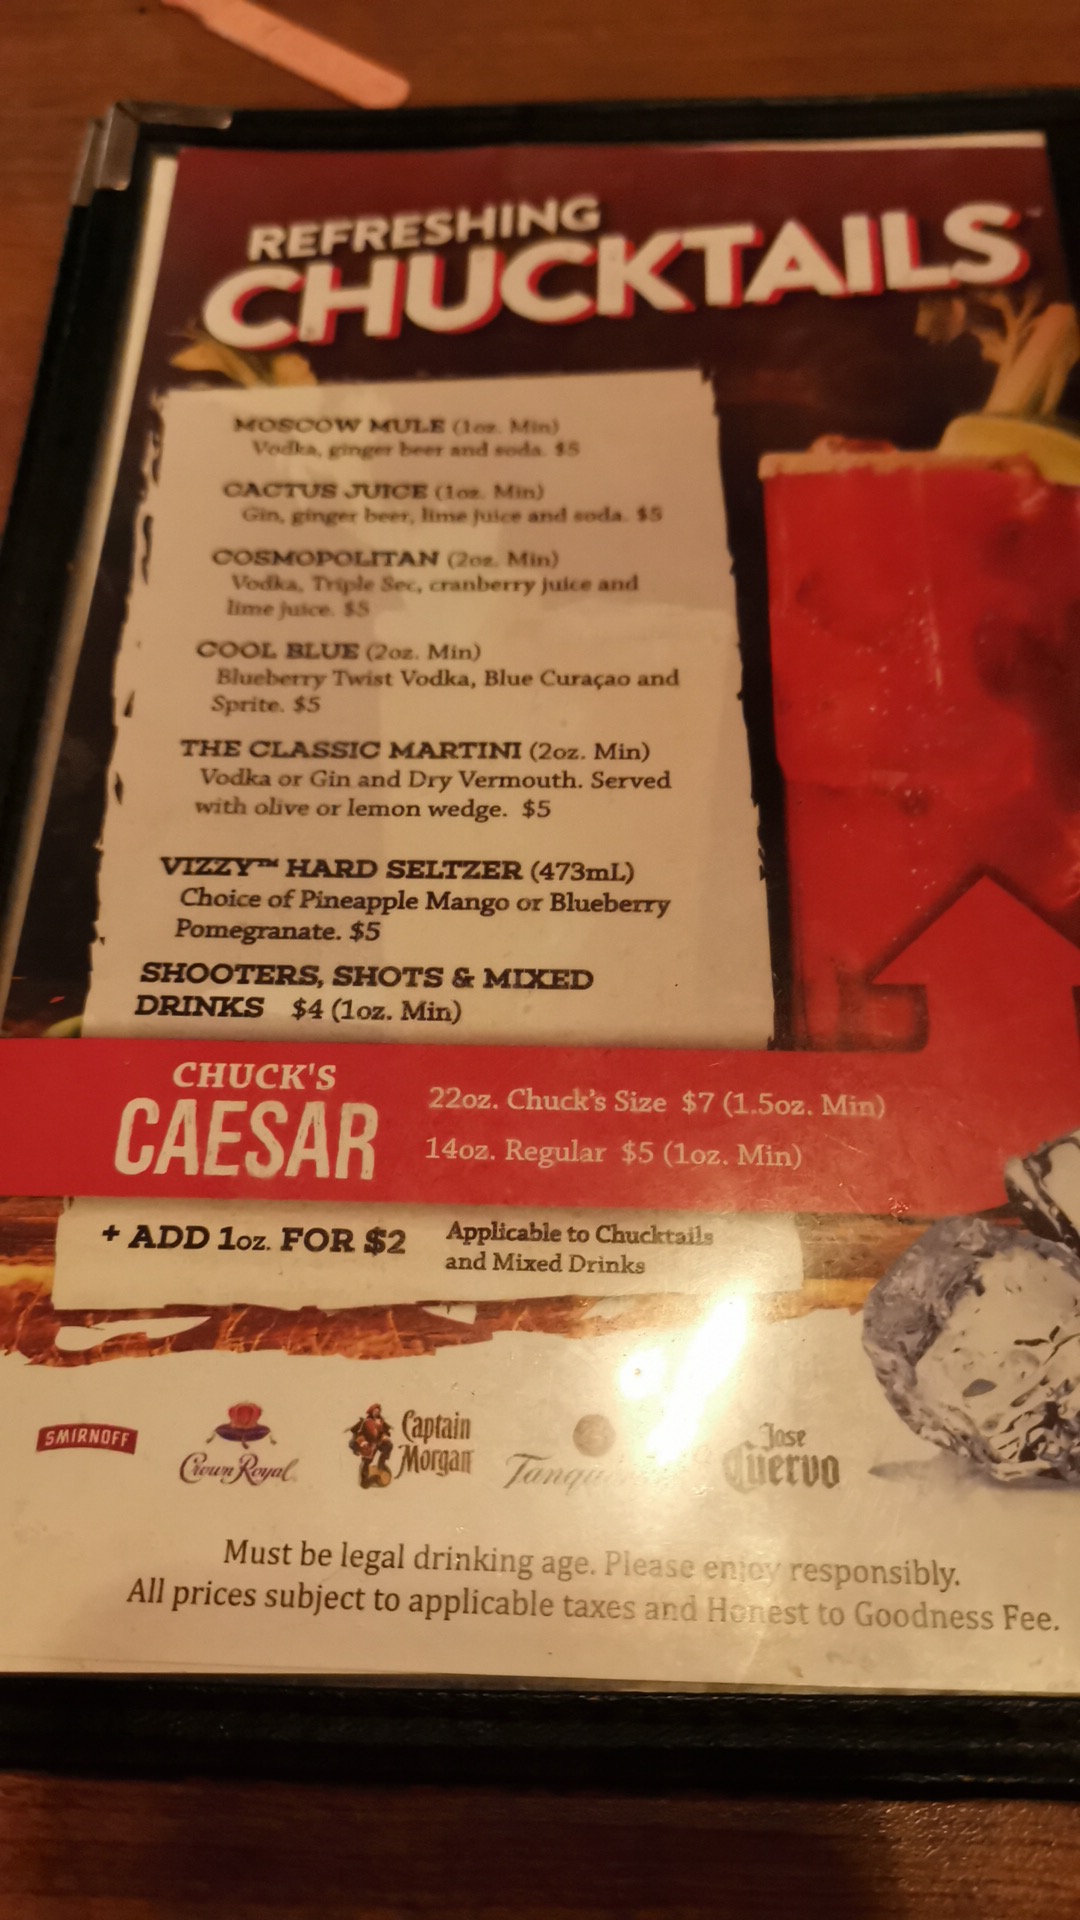 REFRESHING
CHUCKTAILS
MOSCOW MULE (1oz. Min)
Vodka, ginger beer and soda. $5
CACTUS JUICE (1oz. Min)
Gin, ginger beer, lime juice and soda. $5
COSMOPOLITAN (2oz. Min)
Vodka, Triple Sec, cranberry juice and
lime juice. $5
COOL BLUE (2oz. Min)
Blueberry Twist Vodka, Blue Curaçao and
Sprite. $5
THE CLASSIC MARTINI (2oz. Min)
Vodka or Gin and Dry Vermouth. Served
with olive or lemon wedge. $5
VIZZY™ HARD SELTZER (473mL)
Choice of Pineapple Mango or Blueberry
Pomegranate. $5
SHOOTERS, SHOTS & MIXED
DRINKS $4 (1oz. Min)
CHUCK'S
CAESAR
22oz. Chuck's Size $7 (1.5oz. Min)
14oz. Regular $5 (1oz. Min)
+ ADD 1oz. FOR $2
Applicable to Chucktails
and Mixed Drinks
SMIRNOFF
Crown Royal
Captain
Morgan
Jose
Cuervo
Must be legal drinking age. Please enjoy responsibly.
All prices subject to applicable taxes and Honest to Goodness Fee.